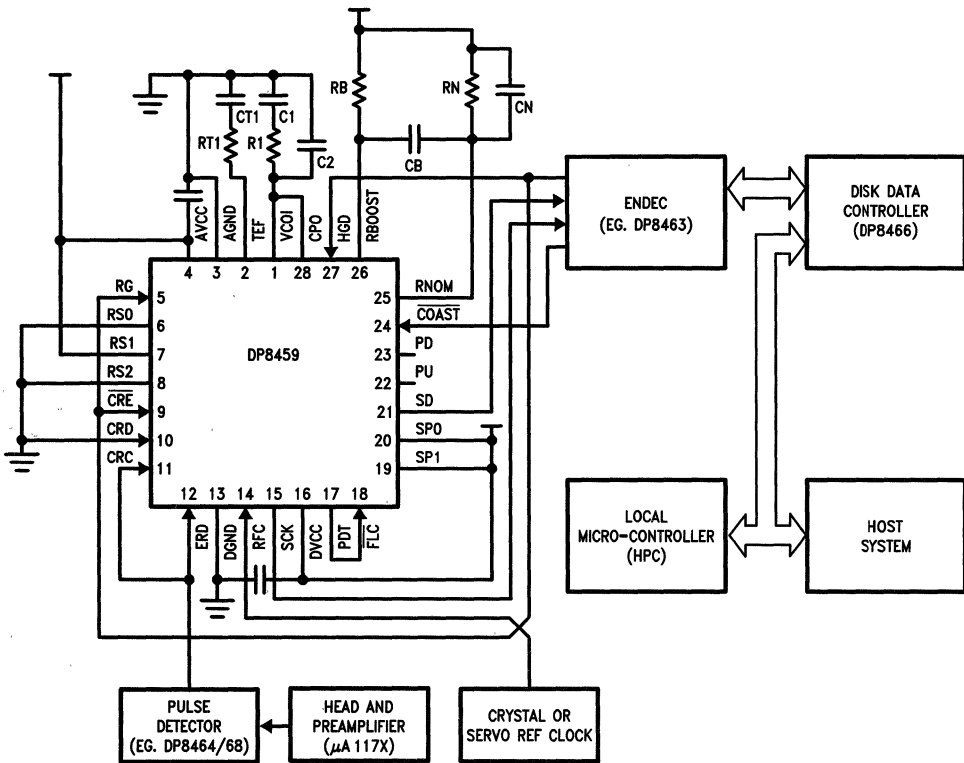 RB
RN
CN
CB
CT1
C1
RT1
R1
C2
AVCC
AGND
TEF
VCOI
CPO
HGD
RBOOST
4
3
2
1
28
27
26
RG
5
RS0
6
RS1
7
RS2
8
CRE
9
CRD
10
CRC
11
DP8459
25
RNOM
24
COAST
23
PD
22
PU
21
SD
20
SP0
19
SP1
12
13
14
15
16
17
18
ERD
DGND
RFC
SCK
DVCC
PDT
FLC
ENDEC
(EG. DP8463)
DISK DATA
CONTROLLER
(DP8466)
LOCAL
MICRO-CONTROLLER
(HPC)
HOST
SYSTEM
PULSE
DETECTOR
(EG. DP8464/68)
HEAD AND
PREAMPLIFIER
(μA 117X)
CRYSTAL OR
SERVO REF CLOCK